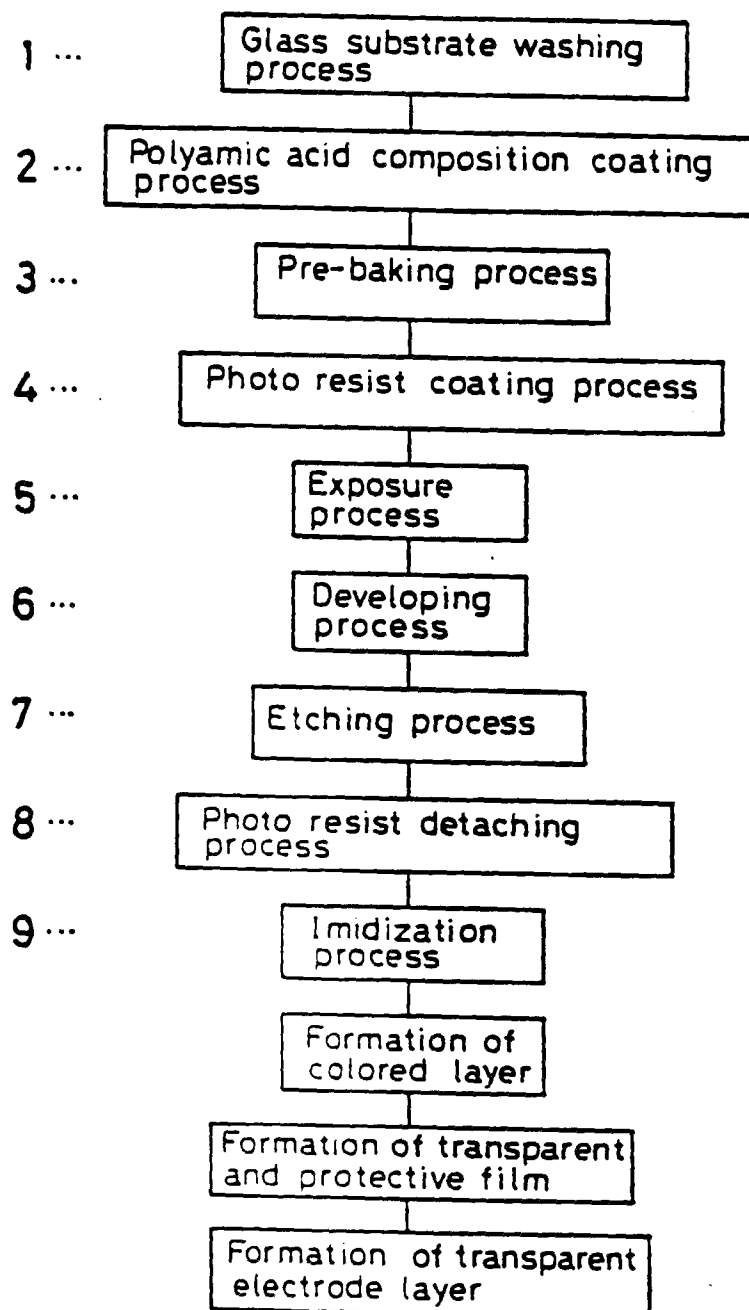 1 ... Glass substrate washing
process
2 ... Polyamic acid composition coating
process
3 ... Pre-baking process
4 ... Photo resist coating process
5 ... Exposure
process
6 ... Developing
process
7 ... Etching process
8 ... Photo resist detaching
process
9 ... Imidization
process
Formation of
colored layer
Formation of transparent
and protective film
Formation of transparent
electrode layer